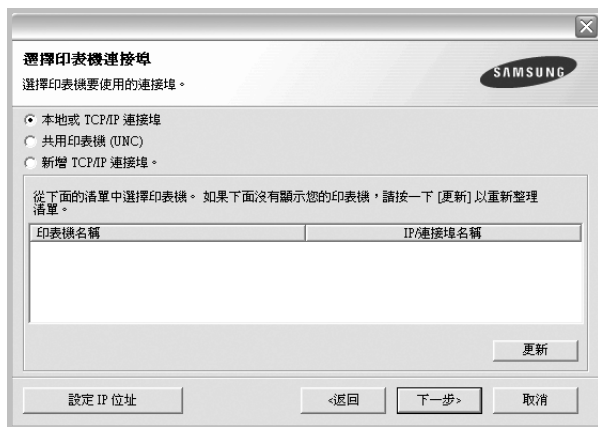 選擇印表機連接埠
選擇印表機要使用的連接埠。
SAMSUNG
本地或 TCP/IP 連接埠
共用印表機 (UNC)
新增 TCP/IP 連接埠。
從下面的清單中選擇印表機。 如果下面沒有顯示您的印表機，請按一下 [更新] 以重新整理
清單。
印表機名稱 IP/連接埠名稱
更新
設定 IP 位址 <返回 下一步> 取消